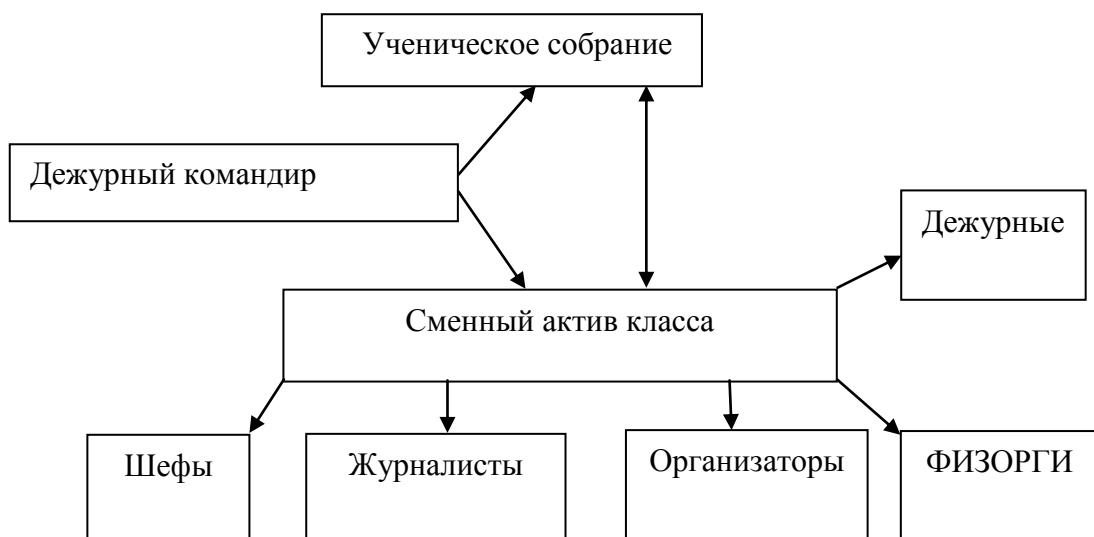 Ученическое собрание
Дежурный командир
Дежурные
Сменный актив класса
Шефы
Журналисты
Организаторы
ФИЗОРГИ